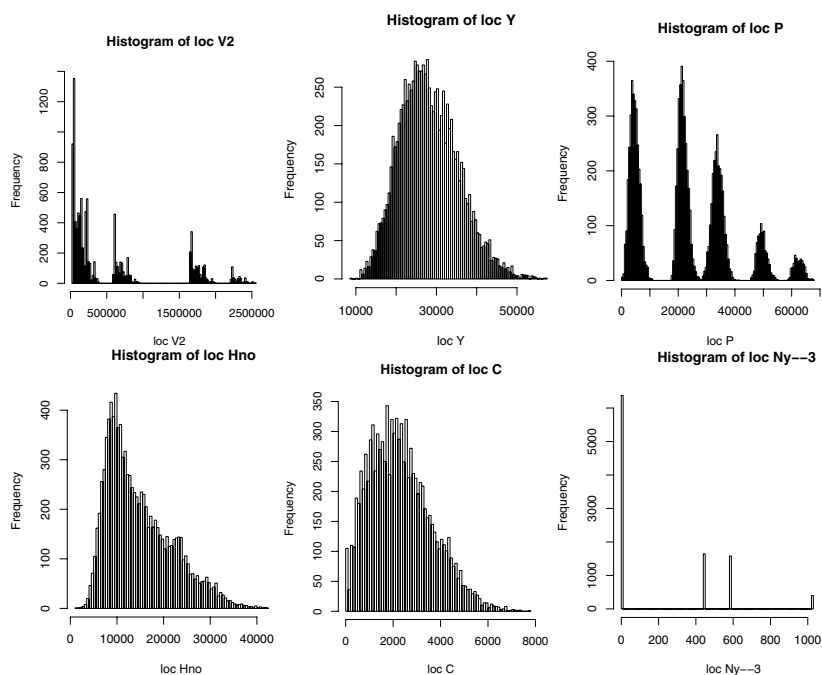 Histogram of loc V2
Frequency
0 200 400 600 800 1200
0 500000 1500000 2500000
loc V2
Histogram of loc Y
Frequency
0 50 100 150 200 250
10000 30000 50000
loc Y
Histogram of loc P
Frequency
0 100 200 300 400
0 20000 40000 60000
loc P
Histogram of loc Hno
Frequency
0 100 200 300 400
0 10000 20000 30000 40000
loc Hno
Histogram of loc C
Frequency
0 50 100 150 200 250 300 350
0 2000 4000 6000 8000
loc C
Histogram of loc Ny−−3
Frequency
0 1000 3000 5000
0 200 400 600 800 1000
loc Ny−−3